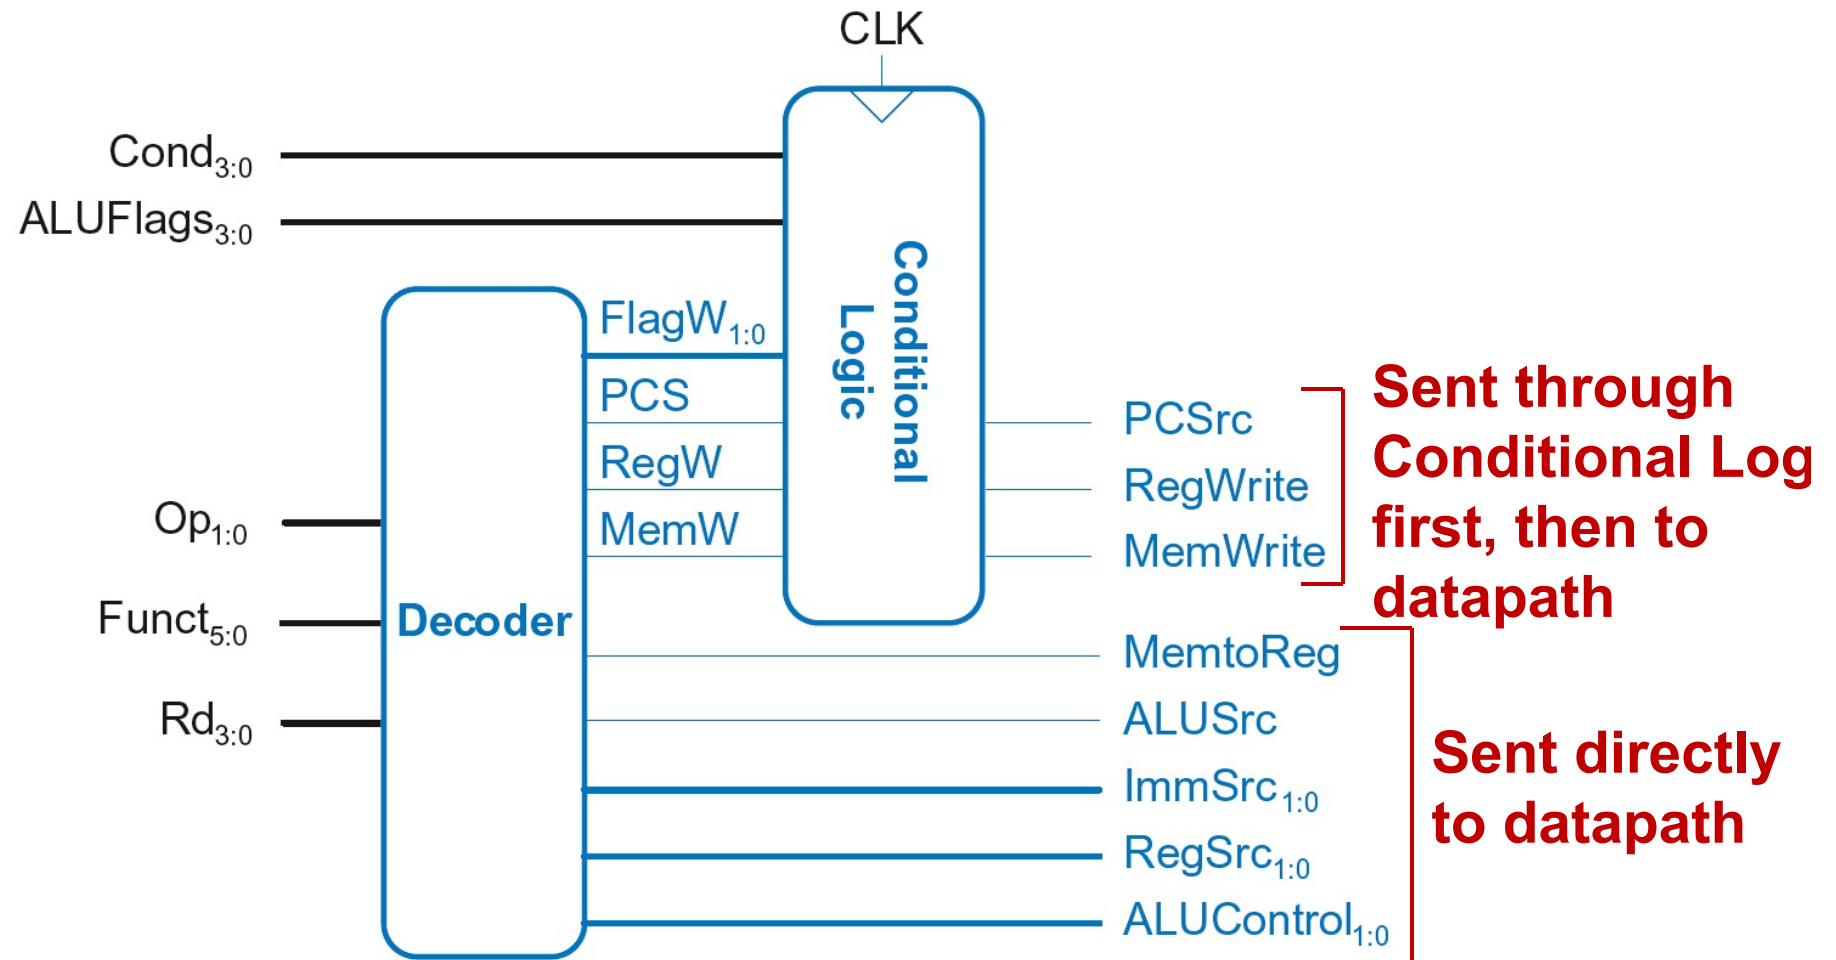 CLK
Cond3:0
ALUFlags3:0
Conditional
Logic
FlagW1:0
PCS
RegW
MemW
Op1:0
Funct5:0
Rd3:0
Decoder
PCSrc
RegWrite
MemWrite
Sent through
Conditional Log
first, then to
datapath
MemtoReg
ALUSrc
ImmSrc1:0
RegSrc1:0
ALUControl1:0
Sent directly
to datapath